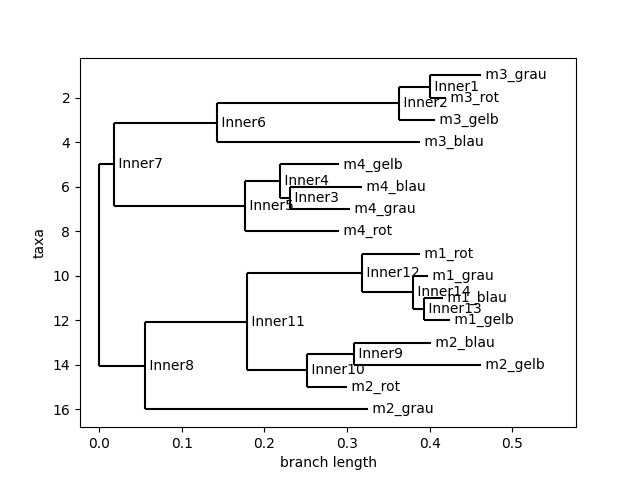 m3_grau
Inner1
m3_rot
Inner2
m3_gelb
Inner6
m3_blau
Inner7
m4_gelb
Inner4
m4_blau
Inner3
Inner5
m4_grau
m4_rot
m1_rot
Inner12
m1_grau
Inner14
m1_blau
Inner13
m1_gelb
Inner11
m2_blau
Inner9
m2_gelb
Inner8
Inner10
m2_rot
m2_grau
2
4
6
8
10
12
14
16
taxa
0.0 0.1 0.2 0.3 0.4 0.5
branch length